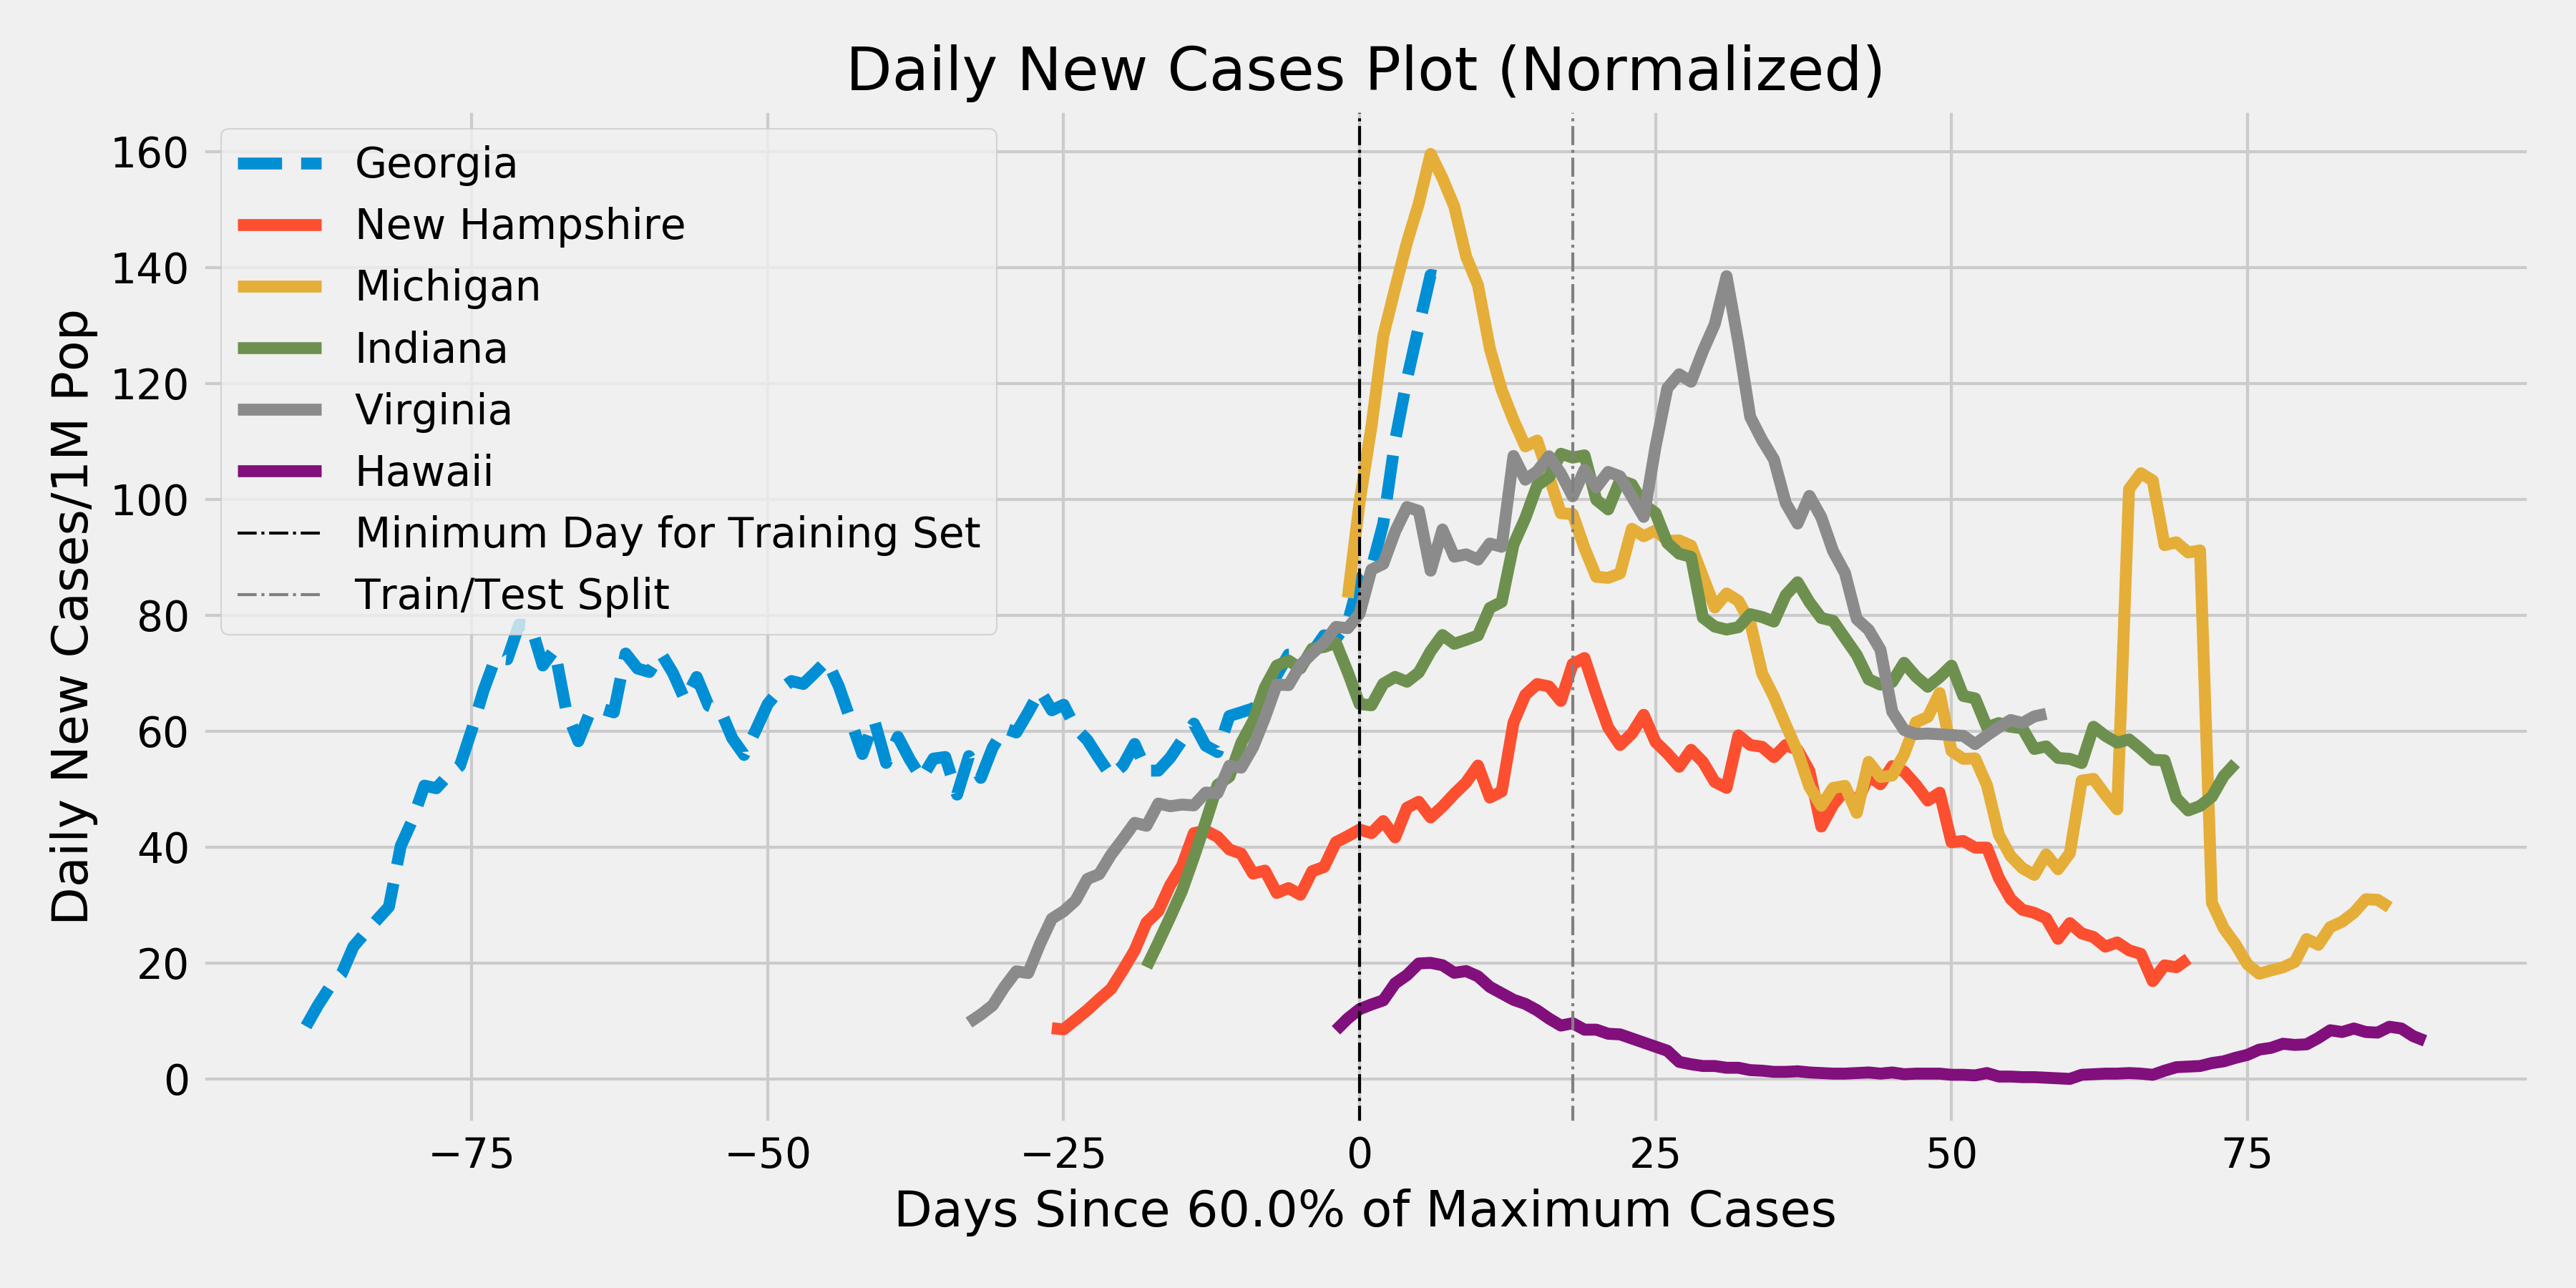 Daily New Cases Plot (Normalized)
Daily New Cases/1M Pop
160
140
120
100
80
60
40
20
0
Georgia
New Hampshire
Michigan
Indiana
Virginia
Hawaii
Minimum Day for Training Set
Train/Test Split
−75 −50 −25 0 25 50 75
Days Since 60.0% of Maximum Cases